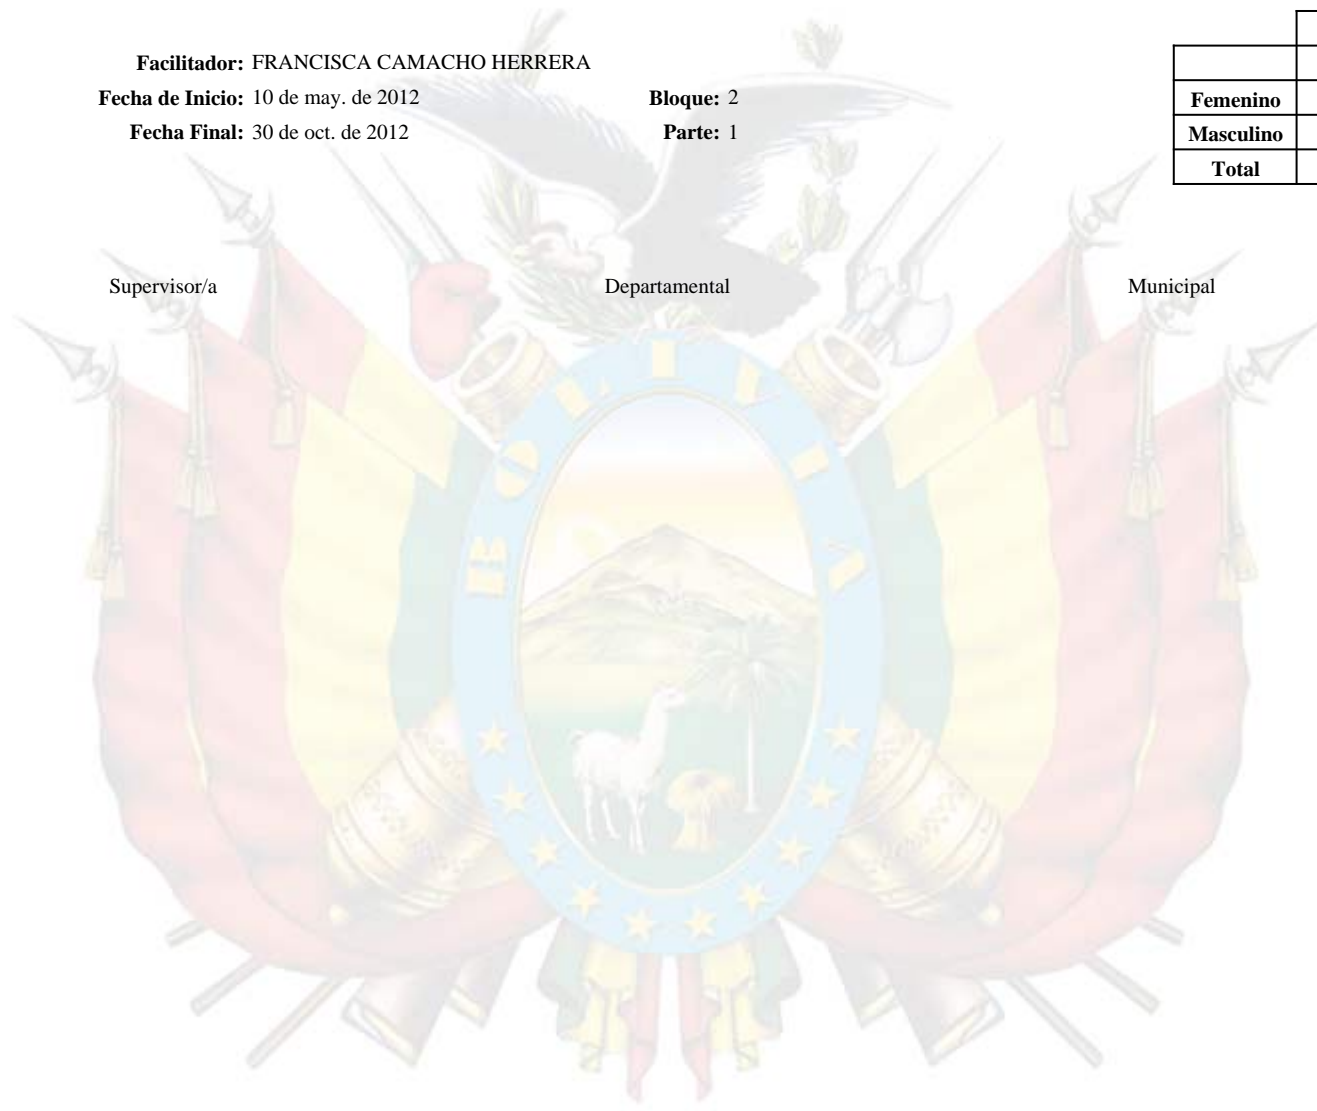 Facilitador: FRANCISCA CAMACHO HERRERA
Fecha de Inicio: 10 de may. de 2012 Bloque: 2
Fecha Final: 30 de oct. de 2012 Parte: 1
Femenino
Masculino
Total
Supervisor/a Departamental Municipal
BOLIVIA